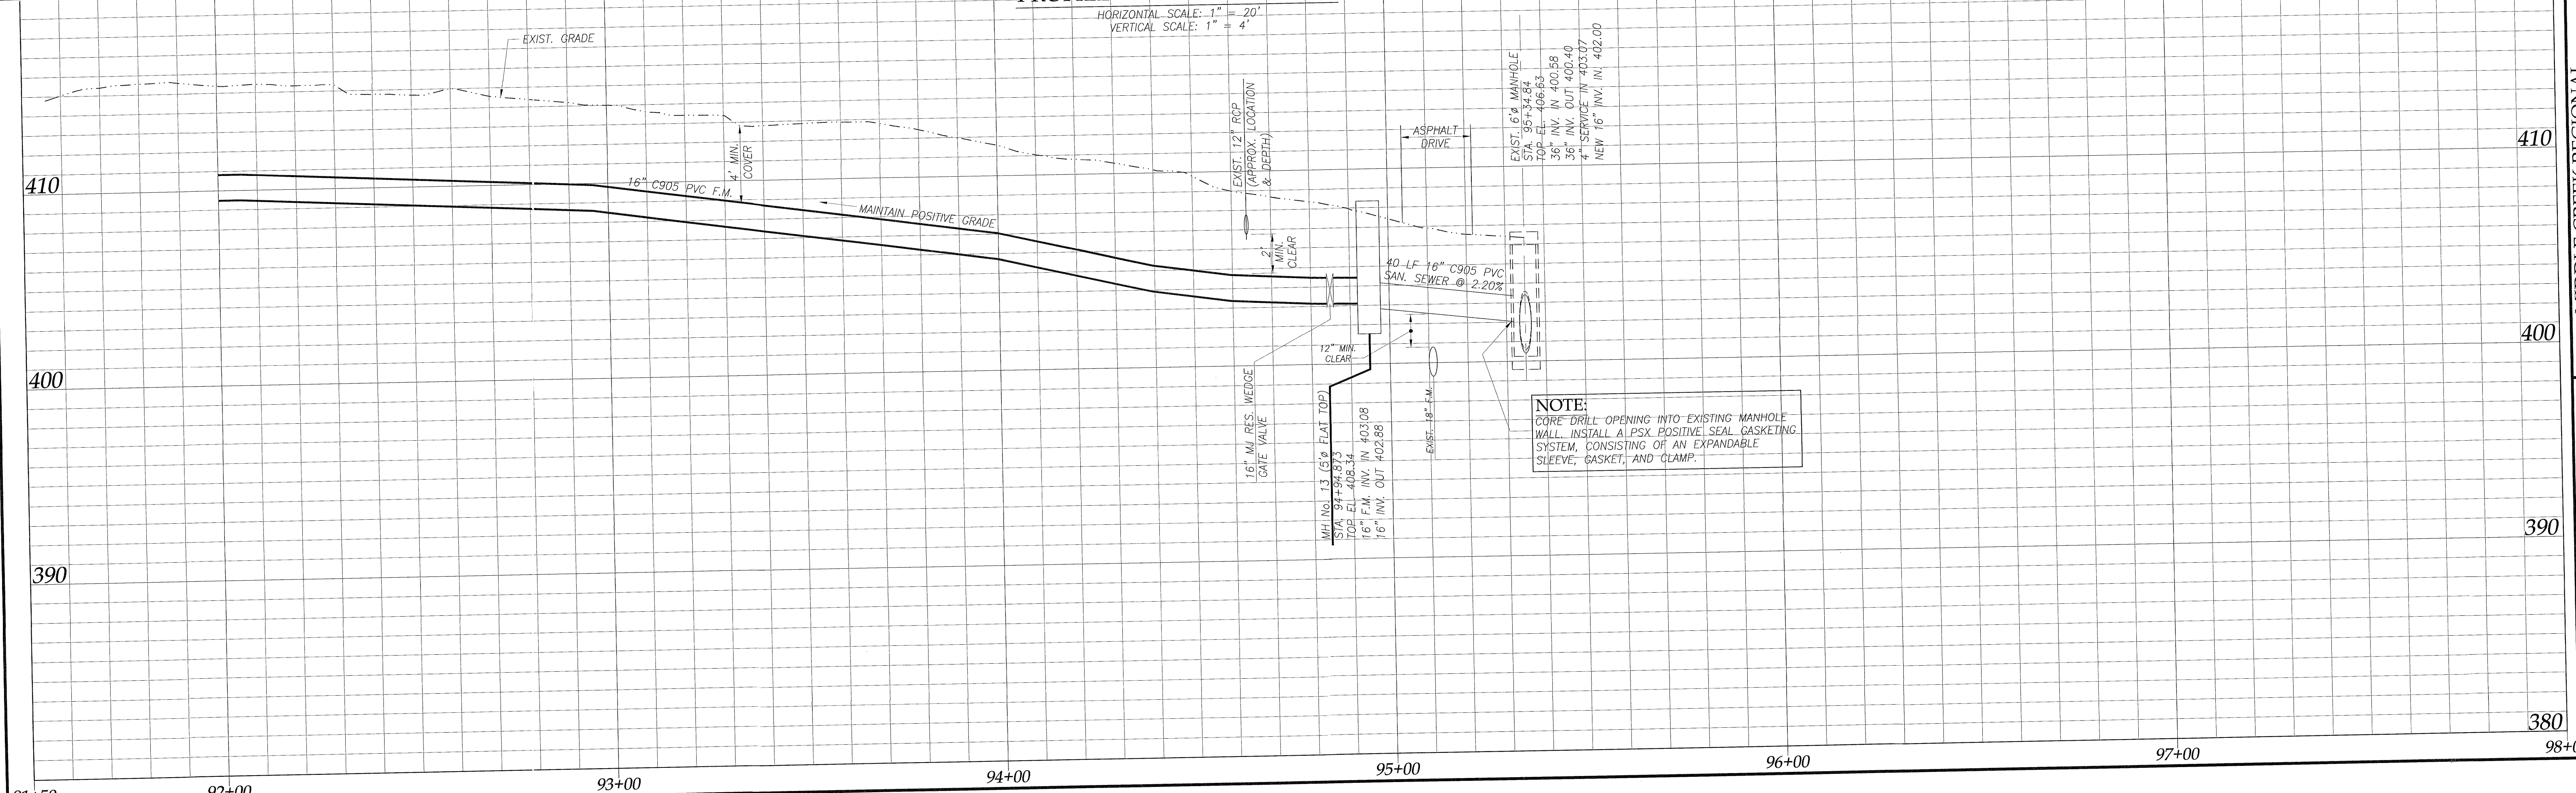 HORIZONTAL SCALE: 1" = 20'
VERTICAL SCALE: 1" = 4'
EXIST. GRADE
4' MIN.
COVER
16" C905 PVC F.M.
MAINTAIN POSITIVE GRADE
EXIST. 12" RCP
(APPROX. LOCATION
& DEPTH)
2'
MIN.
CLEAR
ASPHALT
DRIVE
EXIST. 6'ø MANHOLE
STA. 95+34.84
TOP EL. 406.63
36" INV. IN 400.58
36" INV. OUT 400.40
4" SERVICE IN 403.07
NEW 16" INV. IN. 402.00
40 LF 16" C905 PVC
SAN. SEWER @ 2.20%
12" MIN.
CLEAR
16" MJ RES. WEDGE
GATE VALVE
MH No. 13 (5'ø FLAT TOP)
STA. 94+94.873
TOP EL. 408.34
16" F.M. INV. IN 403.08
16" INV. OUT 402.88
EXIST. 18" F.M.
NOTE:
CORE DRILL OPENING INTO EXISTING MANHOLE
WALL. INSTALL A PSX POSITIVE SEAL GASKETING
SYSTEM, CONSISTING OF AN EXPANDABLE
SLEEVE, GASKET, AND CLAMP.
410
400
390
410
400
390
380
92+00
93+00
94+00
95+00
96+00
97+00